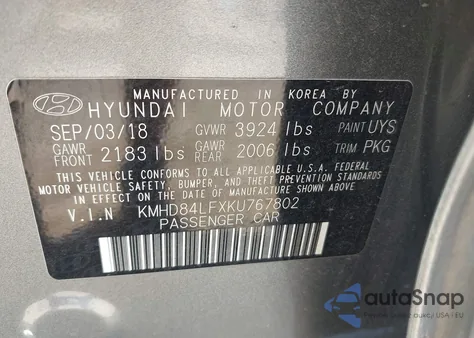 MANUFACTURED IN KOREA BY
HYUNDAI MOTOR COMPANY
SEP/03/18 GVWR 3924 lbs PAINT UYS
GAWR FRONT 2183 lbs GAWR REAR 2006 lbs TRIM PKG
THIS VEHICLE CONFORMS TO ALL APPLICABLE U.S.A. FEDERAL
MOTOR VEHICLE SAFETY, BUMPER, AND THEFT PREVENTION STANDARDS
IN EFFECT ON THE DATE OF MANUFACTURE SHOWN ABOVE.
V.I.N KMHD84LFXKU767802
PASSENGER CAR
autoSnap
USA i EU